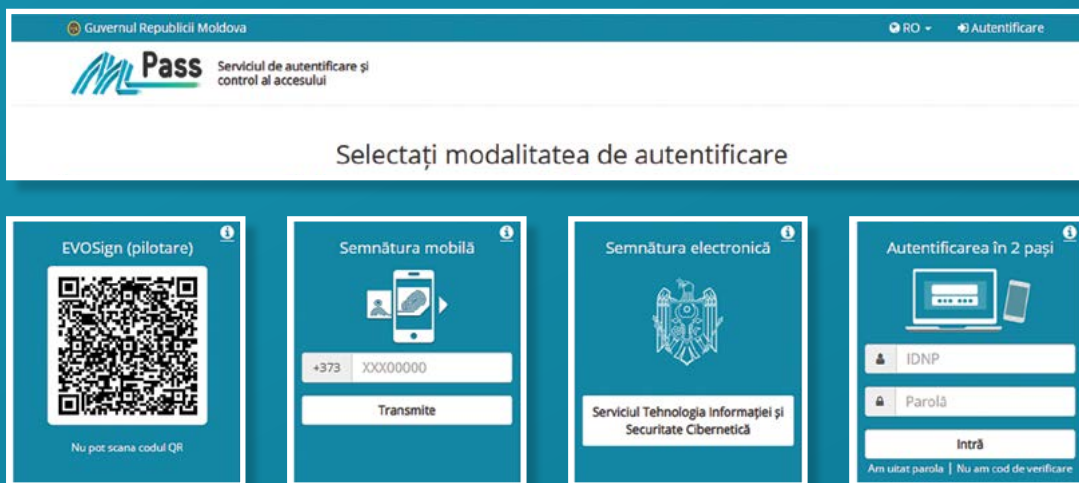 Guvernul Republicii Moldova
RO
Autentificare
MPass
Serviciul de autentificare și
control al accesului
Selectați modalitatea de autentificare
EVOSign (pilotare)
Nu pot scana codul QR
Semnătura mobilă
+373 XXX00000
Transmite
Semnătura electronică
Serviciul Tehnologia Informației și
Securitate Cibernetică
Autentificarea în 2 pași
IDNP
Parolă
Intră
Am uitat parola | Nu am cod de verificare